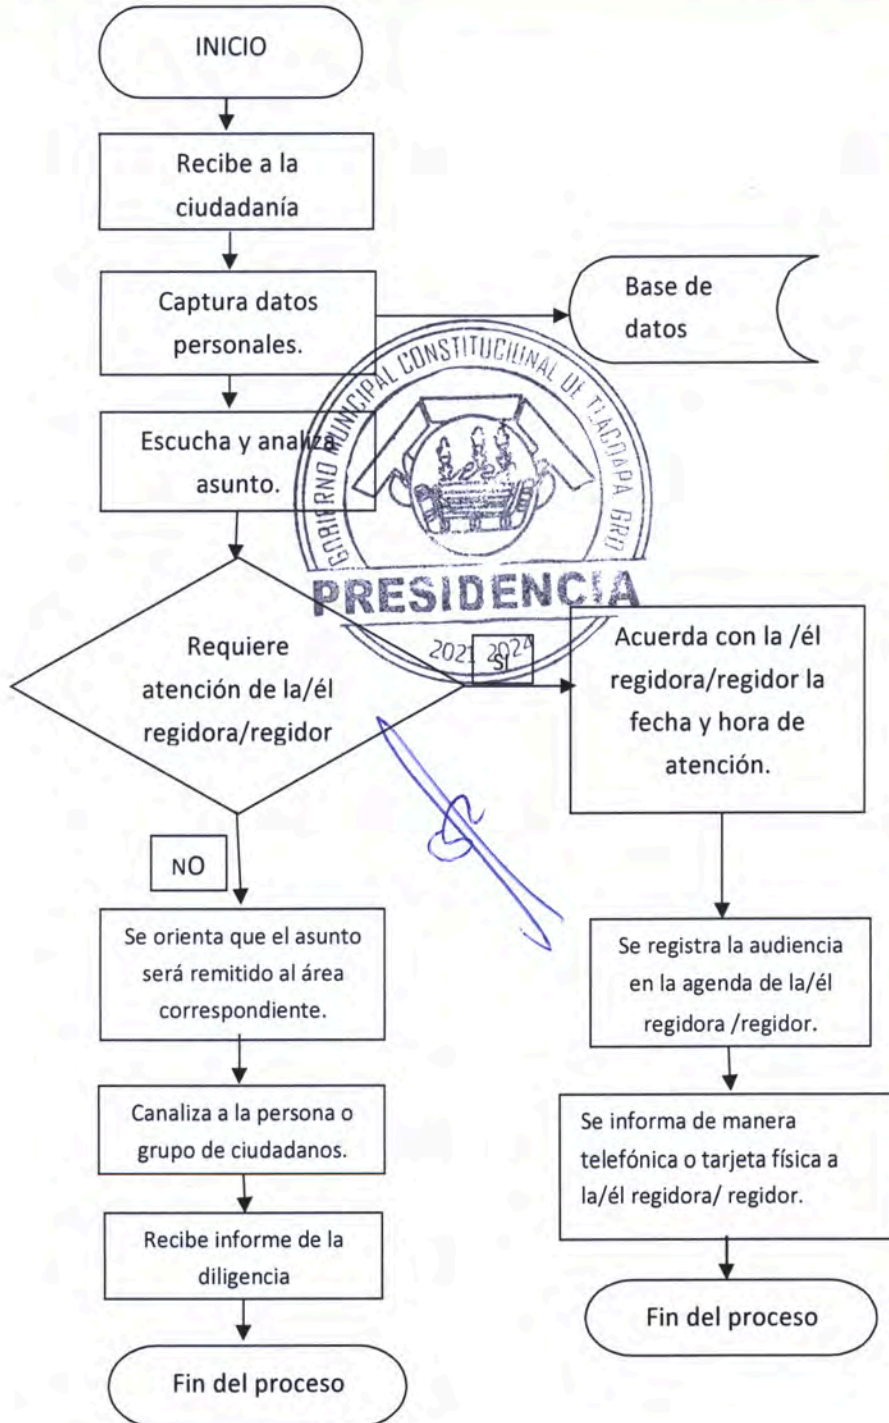 INICIO
Recibe a la
ciudadanía
Captura datos
personales.
Base de
datos
Escucha y analiza
asunto.
GOBIERNO MUNICIPAL CONSTITUCIUINAL DE TLACOAPA GRO
PRESIDENCIA
2021 2024
Requiere
atención de la/él
regidora/regidor
SI
Acuerda con la /él
regidora/regidor la
fecha y hora de
atención.
NO
Se orienta que el asunto
será remitido al área
correspondiente.
Canaliza a la persona o
grupo de ciudadanos.
Recibe informe de la
diligencia
Fin del proceso
Se registra la audiencia
en la agenda de la/él
regidora /regidor.
Se informa de manera
telefónica o tarjeta física a
la/él regidora/ regidor.
Fin del proceso